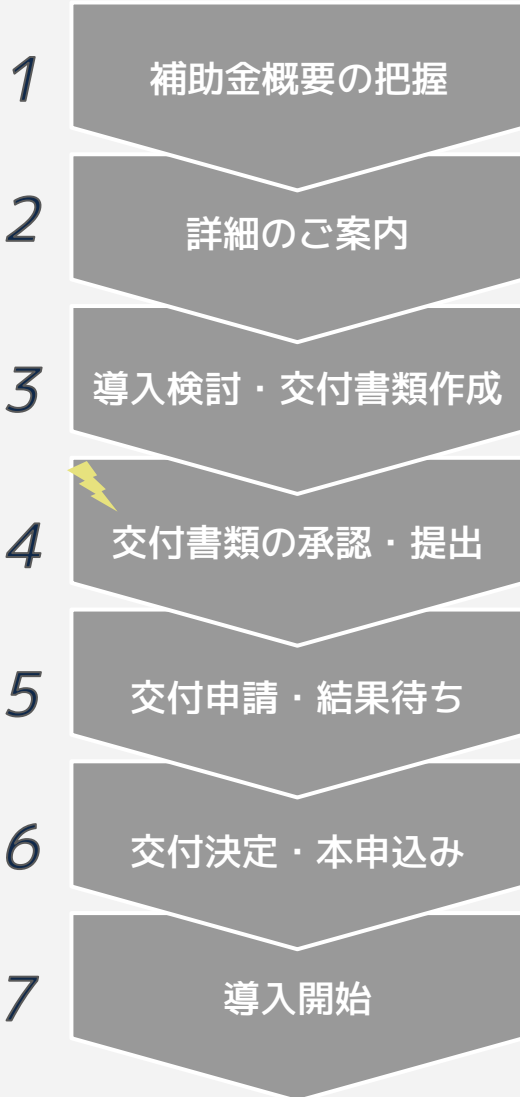 1
補助金概要の把握
2
詳細のご案内
3
導入検討・交付書類作成
4
交付書類の承認・提出
5
交付申請・結果待ち
6
交付決定・本申込み
7
導入開始